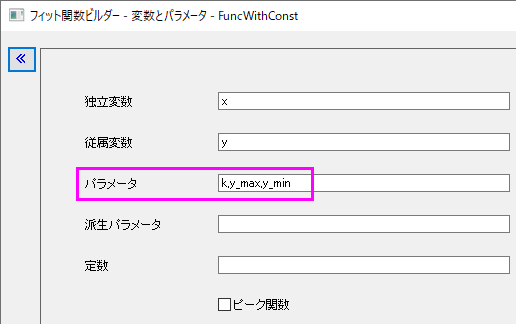 フィット関数ビルダー - 変数とパラメータ - FuncWithConst
«
独立変数 x
従属変数 y
パラメータ k,y_max,y_min
派生パラメータ
定数
ピーク関数